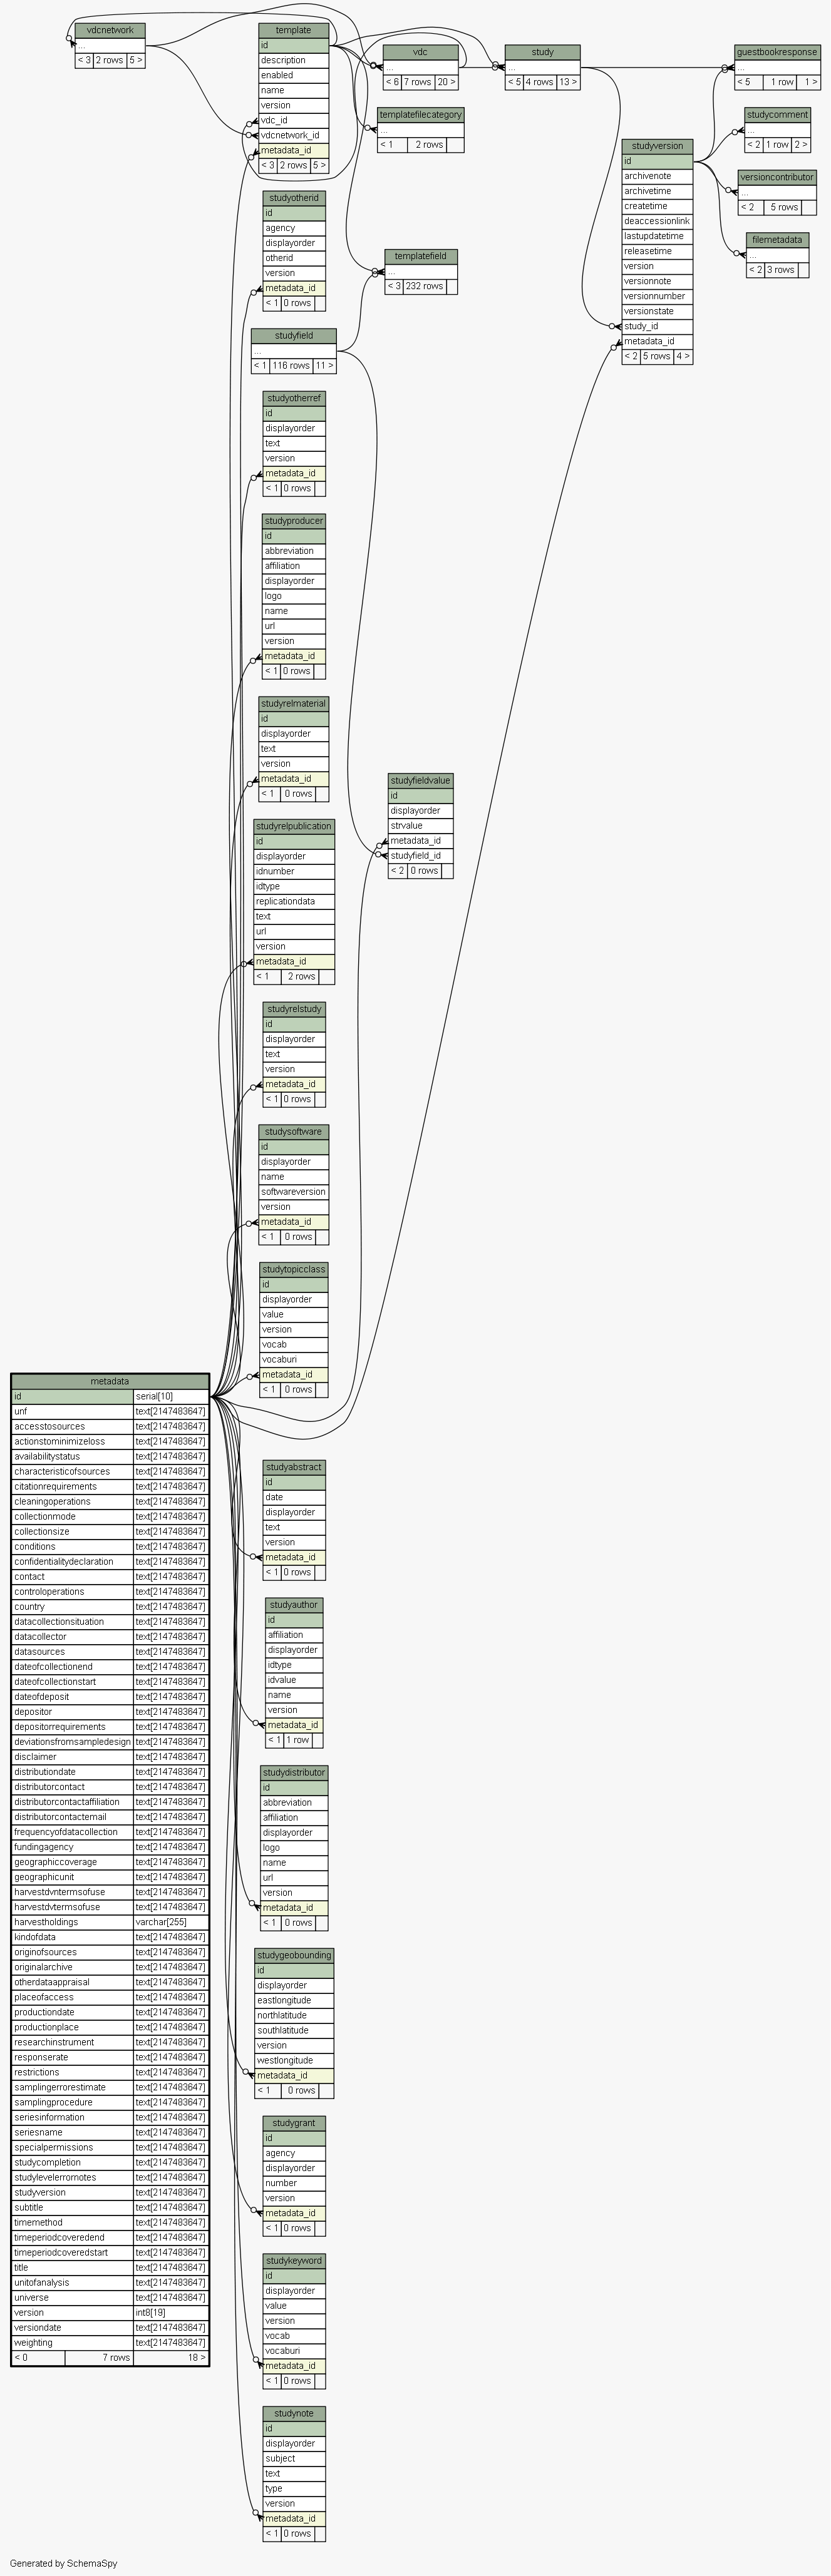 vdcnetwork
...
< 3 2 rows 5 >
template
id
description
enabled
name
version
vdc_id
vdcnetwork_id
metadata_id
< 3 2 rows 5 >
vdc
...
< 6 7 rows 20 >
study
...
< 5 4 rows 13 >
guestbookresponse
...
< 5 1 row 1 >
templatefilecategory
...
< 1 2 rows
studycomment
...
< 2 1 row 2 >
studyversion
id
archivenote
archivetime
createtime
deaccessionlink
lastupdatetime
releasetime
version
versionnote
versionnumber
versionstate
study_id
metadata_id
< 2 5 rows 4 >
versioncontributor
...
< 2 5 rows
filemetadata
...
< 2 3 rows
studyotherid
id
agency
displayorder
otherid
version
metadata_id
< 1 0 rows
templatefield
...
< 3 232 rows
studyfield
...
< 1 116 rows 11 >
studyotherref
id
displayorder
text
version
metadata_id
< 1 0 rows
studyproducer
id
abbreviation
affiliation
displayorder
logo
name
url
version
metadata_id
< 1 0 rows
studyrelmaterial
id
displayorder
text
version
metadata_id
< 1 0 rows
studyfieldvalue
id
displayorder
strvalue
metadata_id
studyfield_id
< 2 0 rows
studyrelpublication
id
displayorder
idnumber
idtype
replicationdata
text
url
version
metadata_id
< 1 2 rows
studyrelstudy
id
displayorder
text
version
metadata_id
< 1 0 rows
studysoftware
id
displayorder
name
softwareversion
version
metadata_id
< 1 0 rows
studytopicclass
id
displayorder
value
version
vocab
vocaburi
metadata_id
< 1 0 rows
metadata
id serial[10]
unf text[2147483647]
accesstosources text[2147483647]
actionstominimizeloss text[2147483647]
availabilitystatus text[2147483647]
characteristicofsources text[2147483647]
citationrequirements text[2147483647]
cleaningoperations text[2147483647]
collectionmode text[2147483647]
collectionsize text[2147483647]
conditions text[2147483647]
confidentialitydeclaration text[2147483647]
contact text[2147483647]
controloperations text[2147483647]
country text[2147483647]
datacollectionsituation text[2147483647]
datacollector text[2147483647]
datasources text[2147483647]
dateofcollectionend text[2147483647]
dateofcollectionstart text[2147483647]
dateofdeposit text[2147483647]
depositor text[2147483647]
depositorrequirements text[2147483647]
deviationsfromsampledesign text[2147483647]
disclaimer text[2147483647]
distributiondate text[2147483647]
distributorcontact text[2147483647]
distributorcontactaffiliation text[2147483647]
distributorcontactemail text[2147483647]
frequencyofdatacollection text[2147483647]
fundingagency text[2147483647]
geographiccoverage text[2147483647]
geographicunit text[2147483647]
harvestdvntermsofuse text[2147483647]
harvestdvtermsofuse text[2147483647]
harvestholdings varchar[255]
kindofdata text[2147483647]
originofsources text[2147483647]
originalarchive text[2147483647]
otherdataappraisal text[2147483647]
placeofaccess text[2147483647]
productiondate text[2147483647]
productionplace text[2147483647]
researchinstrument text[2147483647]
responserate text[2147483647]
restrictions text[2147483647]
samplingerrorestimate text[2147483647]
samplingprocedure text[2147483647]
seriesinformation text[2147483647]
seriesname text[2147483647]
specialpermissions text[2147483647]
studycompletion text[2147483647]
studylevelerrornotes text[2147483647]
studyversion text[2147483647]
subtitle text[2147483647]
timemethod text[2147483647]
timeperiodcoveredend text[2147483647]
timeperiodcoveredstart text[2147483647]
title text[2147483647]
unitofanalysis text[2147483647]
universe text[2147483647]
version int8[19]
versiondate text[2147483647]
weighting text[2147483647]
< 0 7 rows 18 >
studyabstract
id
date
displayorder
text
version
metadata_id
< 1 0 rows
studyauthor
id
affiliation
displayorder
idtype
idvalue
name
version
metadata_id
< 1 1 row
studydistributor
id
abbreviation
affiliation
displayorder
logo
name
url
version
metadata_id
< 1 0 rows
studygeobounding
id
displayorder
eastlongitude
northlatitude
southlatitude
version
westlongitude
metadata_id
< 1 0 rows
studygrant
id
agency
displayorder
number
version
metadata_id
< 1 0 rows
studykeyword
id
displayorder
value
version
vocab
vocaburi
metadata_id
< 1 0 rows
studynote
id
displayorder
subject
text
type
version
metadata_id
< 1 0 rows
Generated by SchemaSpy